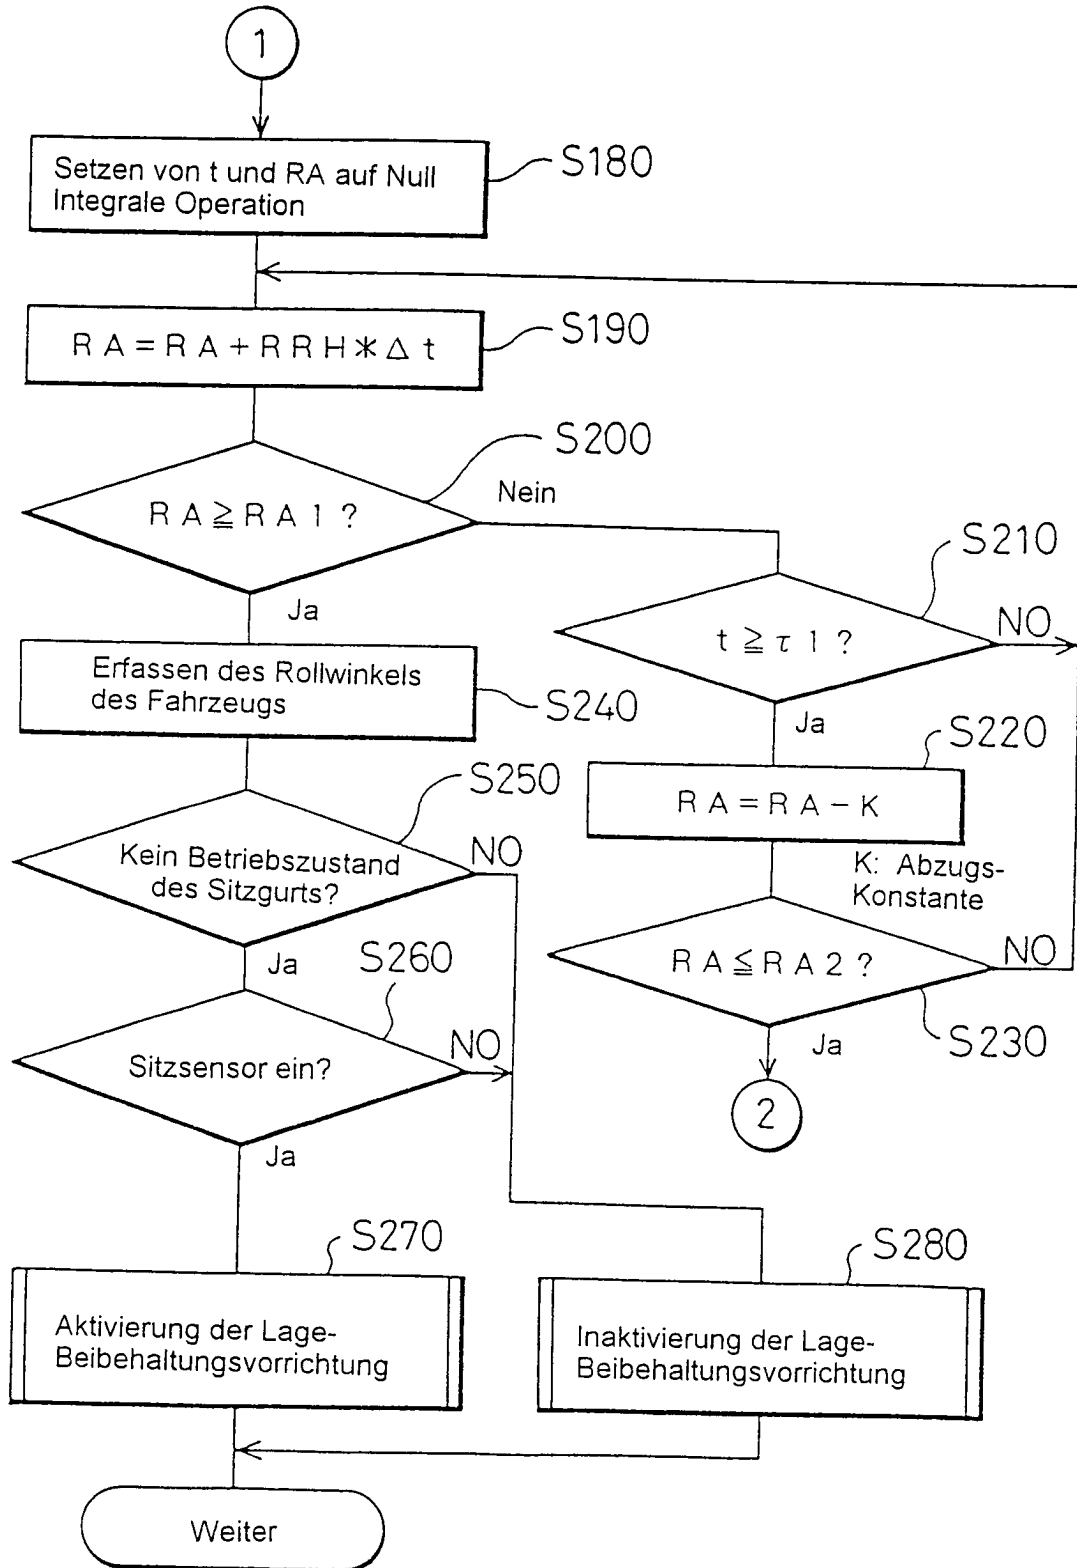 1
Setzen von t und RA auf Null
Integrale Operation
S180
RA=RA+RRH*Δt
S190
S200
RA≧RA1?
Nein
S210
Ja
t≧τ1?
NO
Erfassen des Rollwinkels
des Fahrzeugs
S240
Ja
S220
RA=RA-K
S250
Kein Betriebszustand
des Sitzgurts?
NO
K: Abzugs-
Konstante
Ja
S260
RA≦RA2?
NO
Ja
S230
Sitzsensor ein?
NO
2
Ja
S270
S280
Aktivierung der Lage-
Beibehaltungsvorrichtung
Inaktivierung der Lage-
Beibehaltungsvorrichtung
Weiter